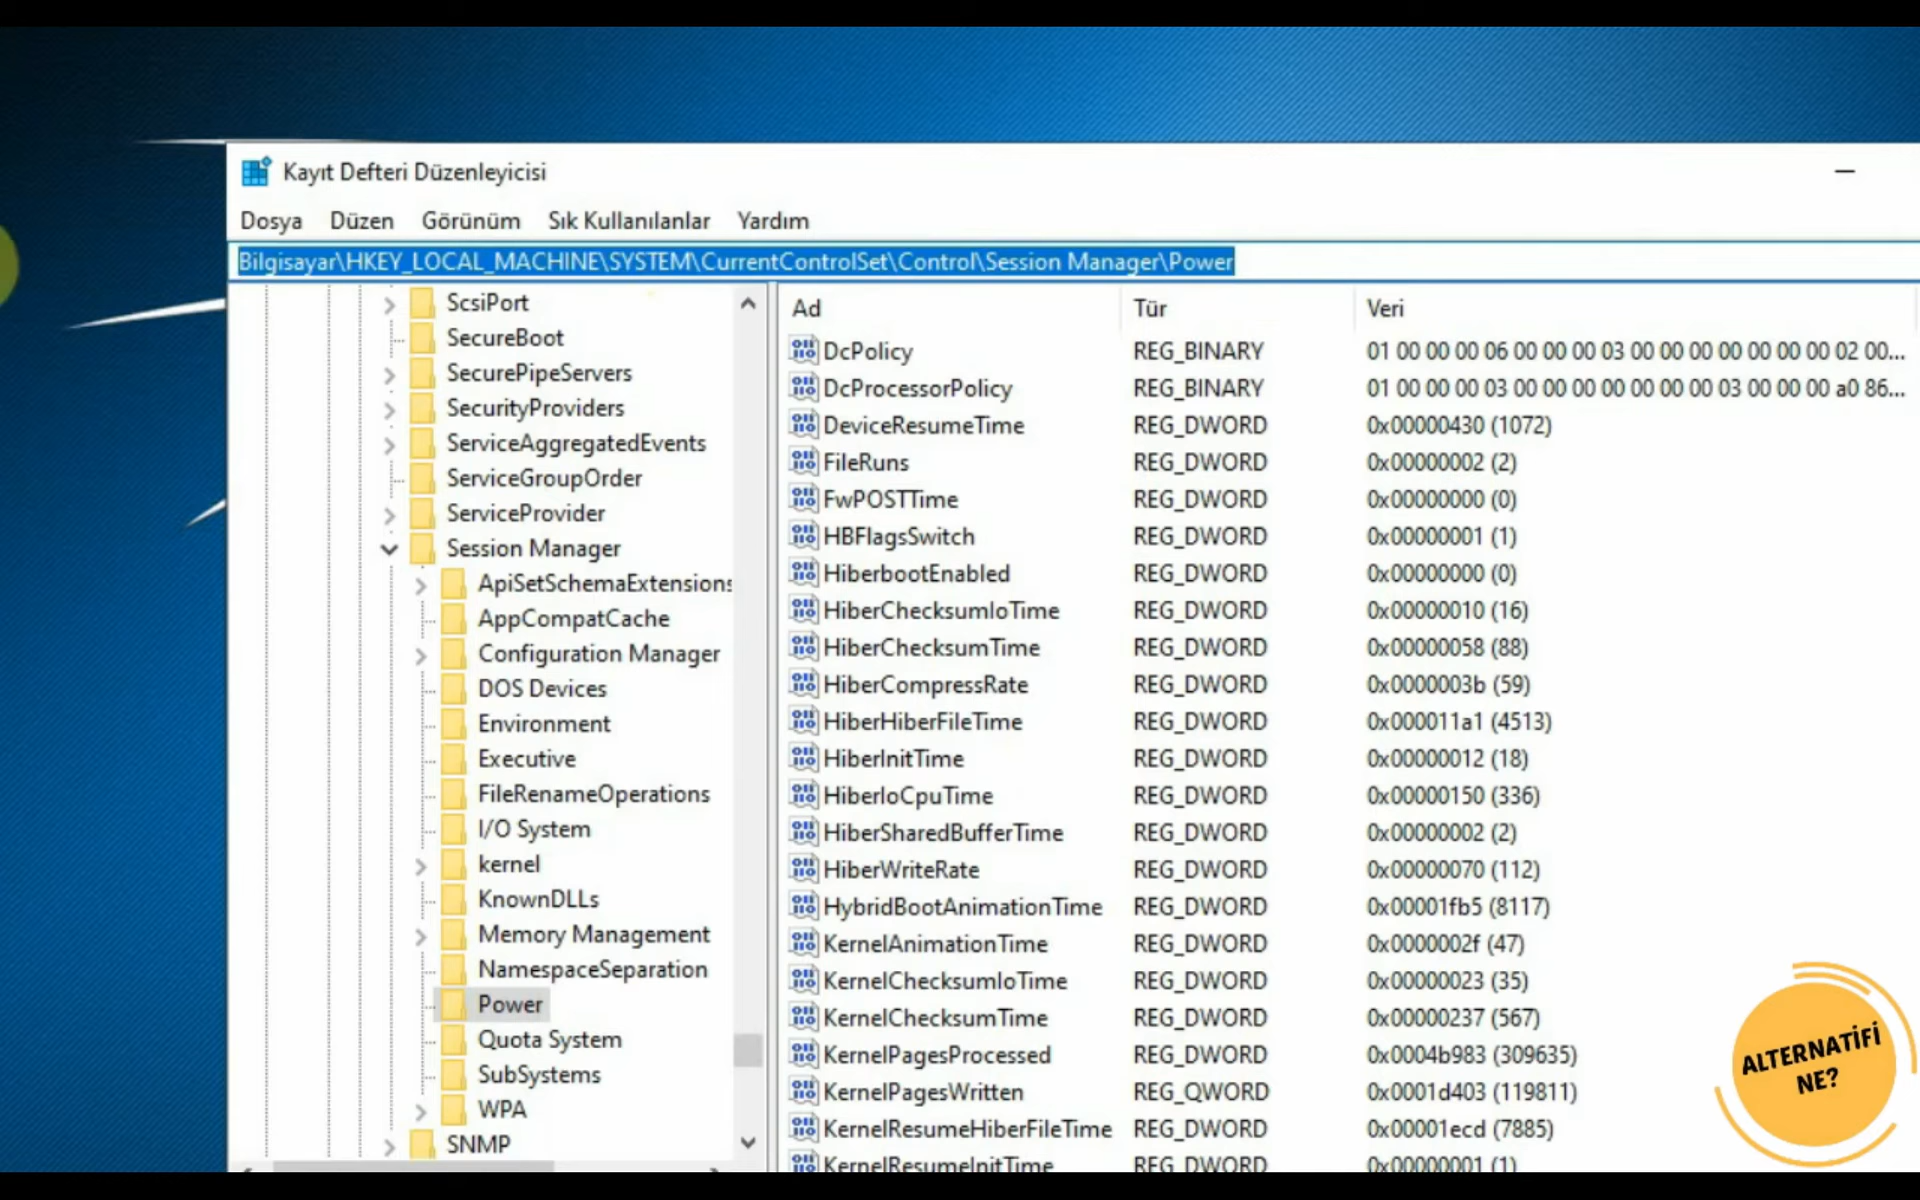 Kayıt Defteri Düzenleyicisi
Dosya Düzen Görünüm Sık Kullanılanlar Yardım
Bilgisayar\HKEY_LOCAL_MACHINE\SYSTEM\CurrentControlSet\Control\Session Manager\Power
ScsiPort
SecureBoot
SecurePipeServers
SecurityProviders
ServiceAggregatedEvents
ServiceGroupOrder
ServiceProvider
Session Manager
ApiSetSchemaExtensions
AppCompatCache
Configuration Manager
DOS Devices
Environment
Executive
FileRenameOperations
I/O System
kernel
KnownDLLs
Memory Management
NamespaceSeparation
Power
Quota System
SubSystems
WPA
SNMP
Ad Tür Veri
DcPolicy REG_BINARY 01 00 00 00 06 00 00 00 03 00 00 00 00 00 00 00 02 00...
DcProcessorPolicy REG_BINARY 01 00 00 00 03 00 00 00 00 00 00 00 03 00 00 00 a0 86...
DeviceResumeTime REG_DWORD 0x00000430 (1072)
FileRuns REG_DWORD 0x00000002 (2)
FwPOSTTime REG_DWORD 0x00000000 (0)
HBFlagsSwitch REG_DWORD 0x00000001 (1)
HiberbootEnabled REG_DWORD 0x00000000 (0)
HiberChecksumIoTime REG_DWORD 0x00000010 (16)
HiberChecksumTime REG_DWORD 0x00000058 (88)
HiberCompressRate REG_DWORD 0x0000003b (59)
HiberHiberFileTime REG_DWORD 0x000011a1 (4513)
HiberInitTime REG_DWORD 0x00000012 (18)
HiberIoCpuTime REG_DWORD 0x00000150 (336)
HiberSharedBufferTime REG_DWORD 0x00000002 (2)
HiberWriteRate REG_DWORD 0x00000070 (112)
HybridBootAnimationTime REG_DWORD 0x00001fb5 (8117)
KernelAnimationTime REG_DWORD 0x0000002f (47)
KernelChecksumIoTime REG_DWORD 0x00000023 (35)
KernelChecksumTime REG_DWORD 0x00000237 (567)
KernelPagesProcessed REG_DWORD 0x0004b983 (309635)
KernelPagesWritten REG_QWORD 0x0001d403 (119811)
KernelResumeHiberFileTime REG_DWORD 0x00001ecd (7885)
KernelResumeInitTime REG_DWORD 0x00000001 (1)
ALTERNATİFİ
NE?